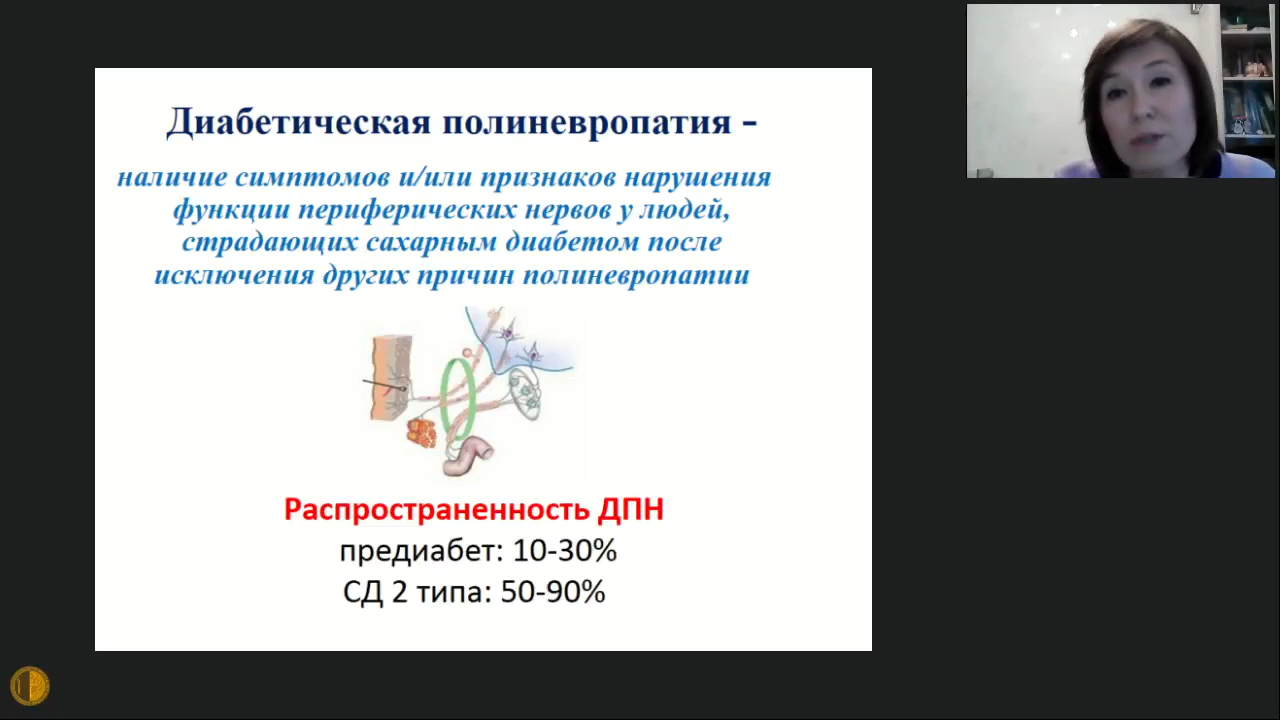 Диабетическая полиневропатия -
наличие симптомов и/или признаков нарушения
функции периферических нервов у людей,
страдающих сахарным диабетом после
исключения других причин полиневропатии
Распространенность ДПН
предиабет: 10-30%
СД 2 типа: 50-90%